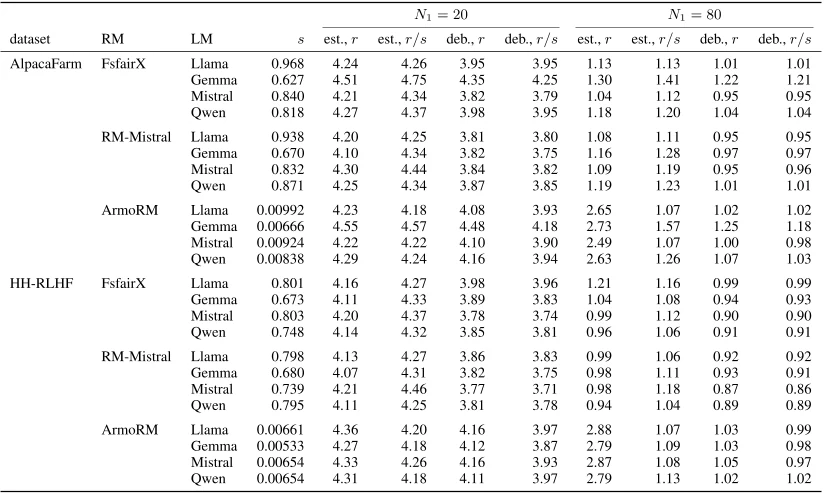 N₁ = 20 N₁ = 80
dataset RM LM s est., r est., r/s deb., r deb., r/s est., r est., r/s deb., r deb., r/s
AlpacaFarm FsfairX Llama 0.968 4.24 4.26 3.95 3.95 1.13 1.13 1.01 1.01
Gemma 0.627 4.51 4.75 4.35 4.25 1.30 1.41 1.22 1.21
Mistral 0.840 4.21 4.34 3.82 3.79 1.04 1.12 0.95 0.95
Qwen 0.818 4.27 4.37 3.98 3.95 1.18 1.20 1.04 1.04
RM-Mistral Llama 0.938 4.20 4.25 3.81 3.80 1.08 1.11 0.95 0.95
Gemma 0.670 4.10 4.34 3.82 3.75 1.16 1.28 0.97 0.97
Mistral 0.832 4.30 4.44 3.84 3.82 1.09 1.19 0.95 0.96
Qwen 0.871 4.25 4.34 3.87 3.85 1.19 1.23 1.01 1.01
ArmoRM Llama 0.00992 4.23 4.18 4.08 3.93 2.65 1.07 1.02 1.02
Gemma 0.00666 4.55 4.57 4.48 4.18 2.73 1.57 1.25 1.18
Mistral 0.00924 4.22 4.22 4.10 3.90 2.49 1.07 1.00 0.98
Qwen 0.00838 4.29 4.24 4.16 3.94 2.63 1.26 1.07 1.03
HH-RLHF FsfairX Llama 0.801 4.16 4.27 3.98 3.96 1.21 1.16 0.99 0.99
Gemma 0.673 4.11 4.33 3.89 3.83 1.04 1.08 0.94 0.93
Mistral 0.803 4.20 4.37 3.78 3.74 0.99 1.12 0.90 0.90
Qwen 0.748 4.14 4.32 3.85 3.81 0.96 1.06 0.91 0.91
RM-Mistral Llama 0.798 4.13 4.27 3.86 3.83 0.99 1.06 0.92 0.92
Gemma 0.680 4.07 4.31 3.82 3.75 0.98 1.11 0.93 0.91
Mistral 0.739 4.21 4.46 3.77 3.71 0.98 1.18 0.87 0.86
Qwen 0.795 4.11 4.25 3.81 3.78 0.94 1.04 0.89 0.89
ArmoRM Llama 0.00661 4.36 4.20 4.16 3.97 2.88 1.07 1.03 0.99
Gemma 0.00533 4.27 4.18 4.12 3.87 2.79 1.09 1.03 0.98
Mistral 0.00654 4.33 4.26 4.16 3.93 2.87 1.08 1.05 0.97
Qwen 0.00654 4.31 4.18 4.11 3.97 2.79 1.13 1.02 1.02